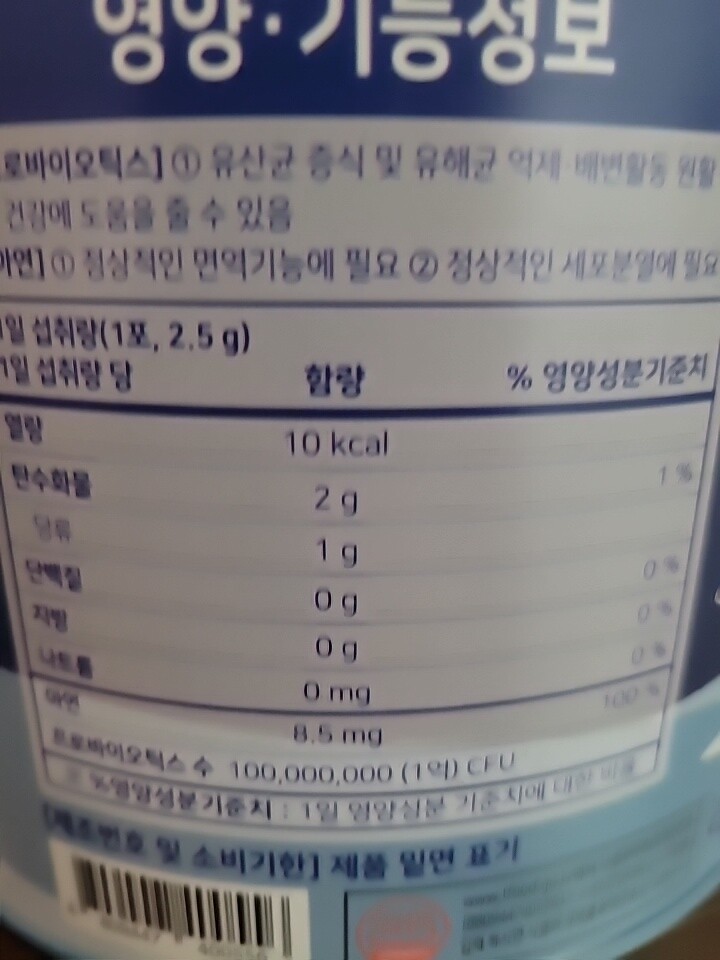 영양·기능정보
로바이오틱스] ① 유산균 증식 및 유해균 억제·배변활동 원활
건강에 도움을 줄 수 있음
아연] ① 정상적인 면역기능에 필요 ② 정상적인 세포분열에 필요
1일 섭취량(1포, 2.5 g)
1일 섭취량 당 함량 % 영양성분기준치
열량 10 kcal
탄수화물 2 g 1 %
당류 1 g
단백질 0 g 0 %
지방 0 g 0 %
나트륨 0 mg 0 %
아연 8.5 mg 100 %
프로바이오틱스 수 100,000,000 (1억) CFU
※ %영양성분기준치 : 1일 영양성분 기준치에 대한 비율
[제조번호 및 소비기한] 제품 밑면 표기